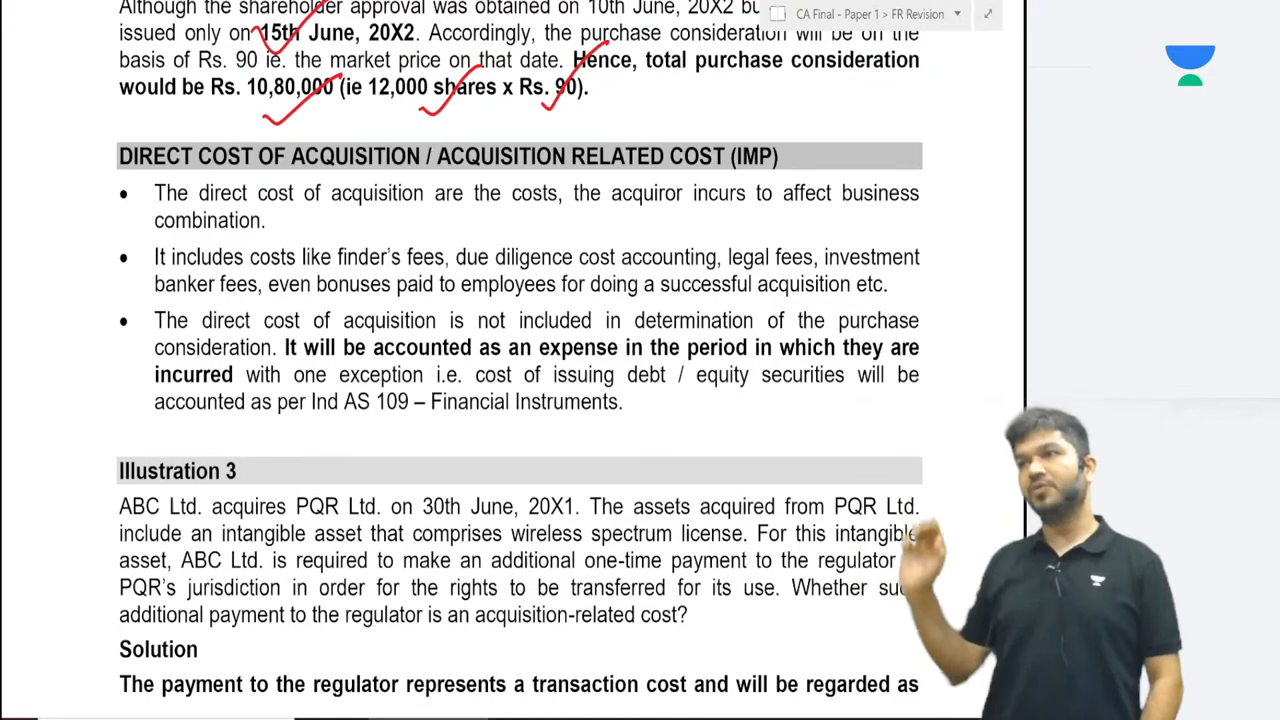 Although the shareholder approval was obtained on 10th June, 20X2
CA Final - Paper 1 > FR Revision
issued only on 15th June, 20X2. Accordingly, the purchase consideration will be on the
basis of Rs. 90 ie. the market price on that date. Hence, total purchase consideration
would be Rs. 10,80,000 (ie 12,000 shares x Rs. 90).
DIRECT COST OF ACQUISITION / ACQUISITION RELATED COST (IMP)
• The direct cost of acquisition are the costs, the acquiror incurs to affect business
combination.
• It includes costs like finder's fees, due diligence cost accounting, legal fees, investment
banker fees, even bonuses paid to employees for doing a successful acquisition etc.
• The direct cost of acquisition is not included in determination of the purchase
consideration. It will be accounted as an expense in the period in which they are
incurred with one exception i.e. cost of issuing debt / equity securities will be
accounted as per Ind AS 109 – Financial Instruments.
Illustration 3
ABC Ltd. acquires PQR Ltd. on 30th June, 20X1. The assets acquired from PQR Ltd.
include an intangible asset that comprises wireless spectrum license. For this intangible
asset, ABC Ltd. is required to make an additional one-time payment to the regulator
PQR's jurisdiction in order for the rights to be transferred for its use. Whether
additional payment to the regulator is an acquisition-related cost?
Solution
The payment to the regulator represents a transaction cost and will be regarded as